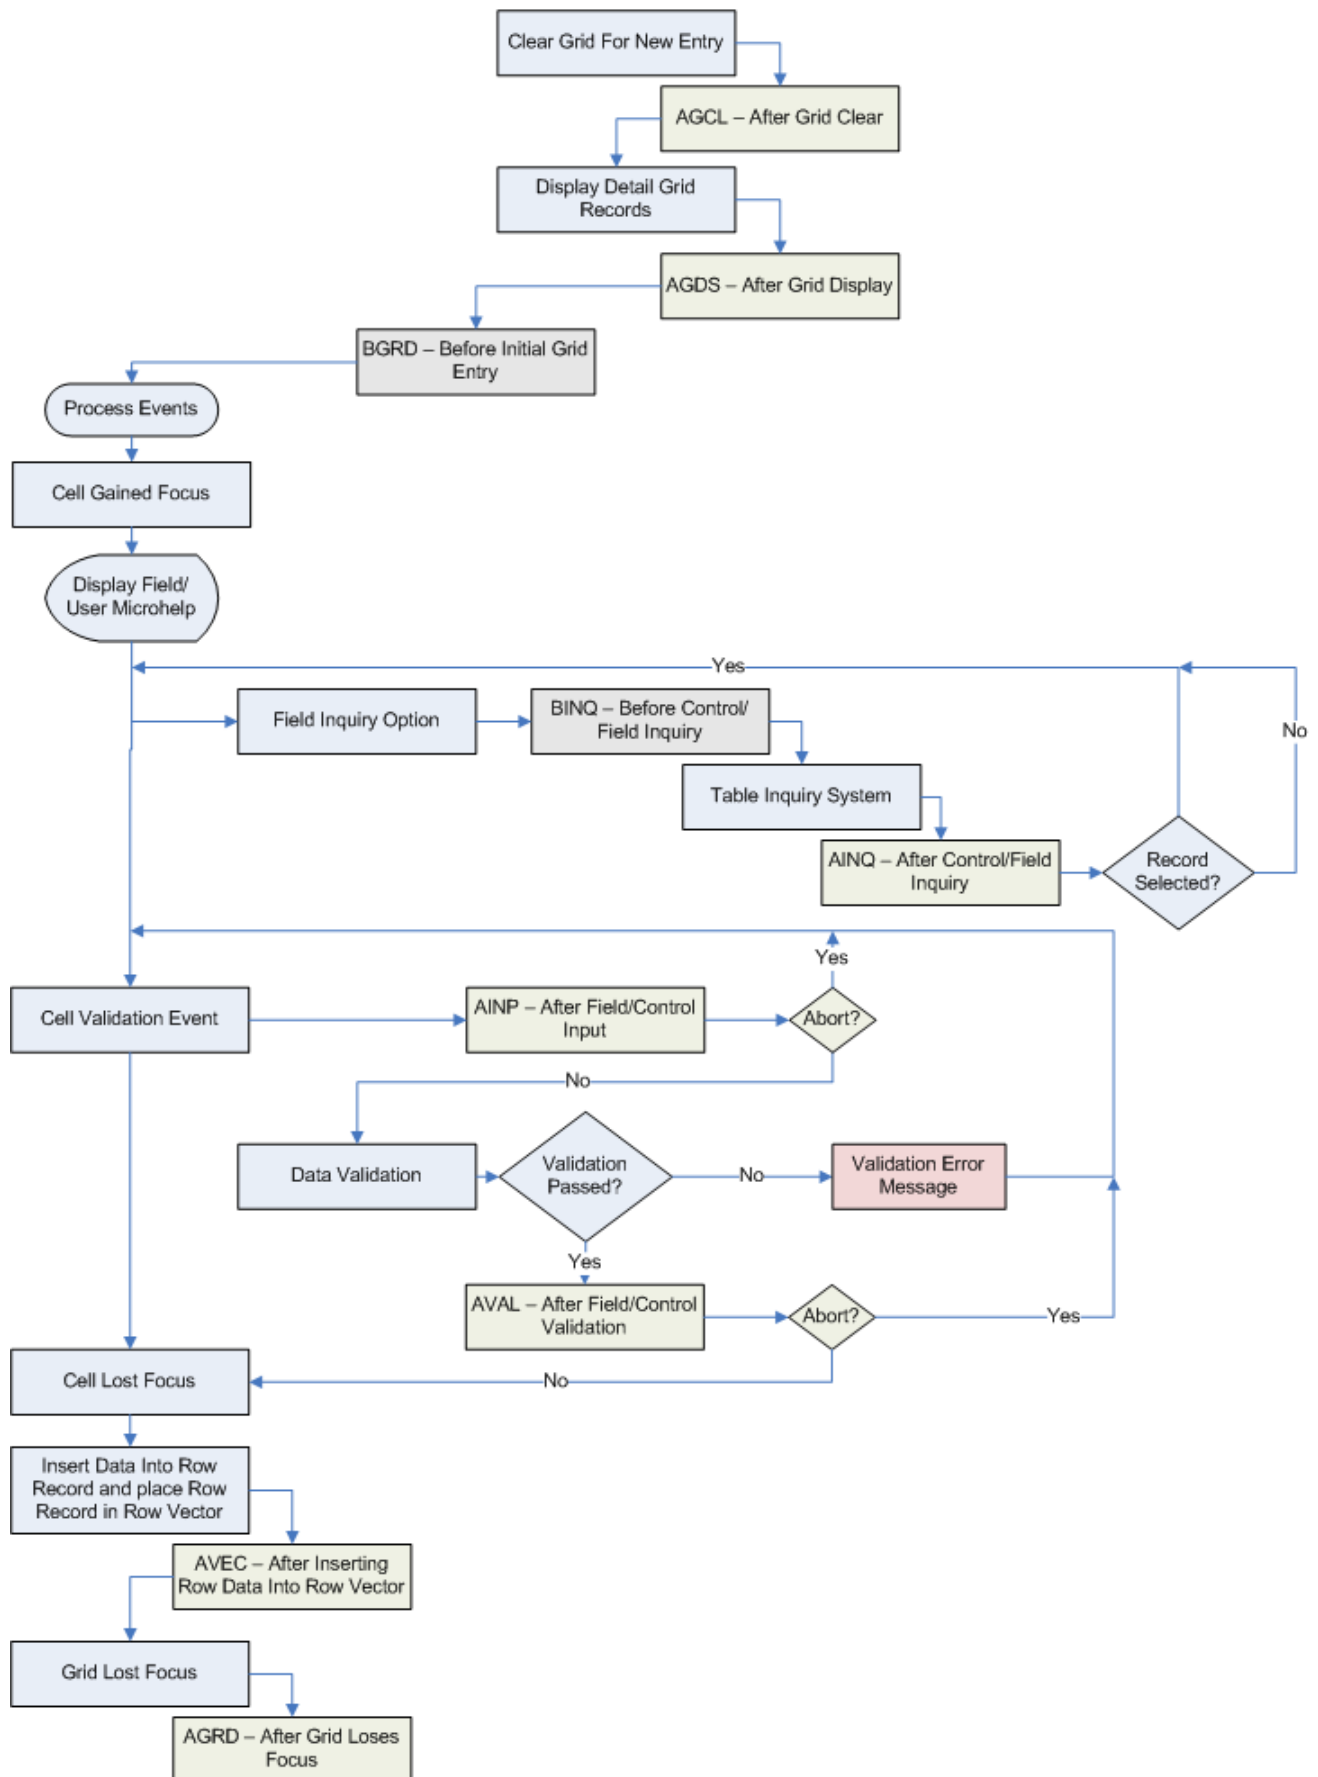 Clear Grid For New Entry
AGCL – After Grid Clear
Display Detail Grid
Records
AGDS – After Grid Display
BGRD – Before Initial Grid
Entry
Process Events
Cell Gained Focus
Display Field/
User Microhelp
Yes
Field Inquiry Option
BINQ – Before Control/
Field Inquiry
No
Table Inquiry System
AINQ – After Control/Field
Inquiry
Record
Selected?
Yes
Cell Validation Event
AINP – After Field/Control
Input
Abort?
No
Data Validation
Validation
Passed?
No
Validation Error
Message
Yes
AVAL – After Field/Control
Validation
Abort?
Yes
Cell Lost Focus
No
Insert Data Into Row
Record and place Row
Record in Row Vector
AVEC – After Inserting
Row Data Into Row Vector
Grid Lost Focus
AGRD – After Grid Loses
Focus